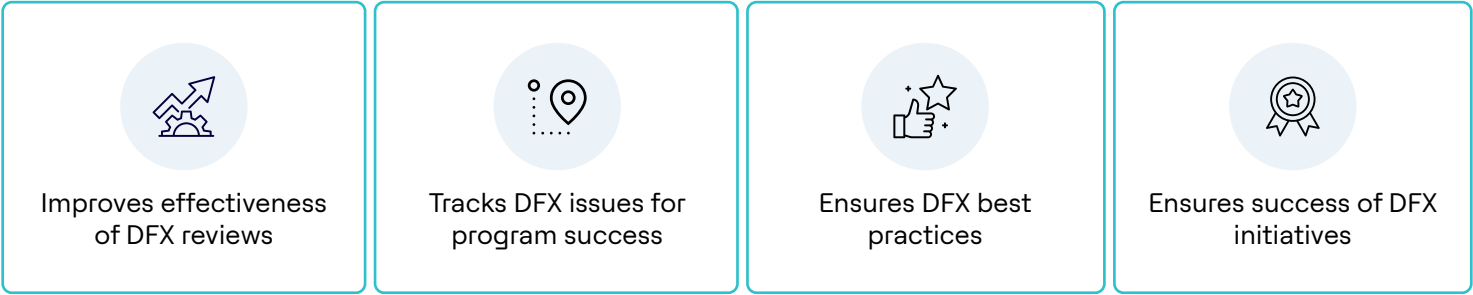 Improves effectiveness
of DFX reviews
Tracks DFX issues for
program success
Ensures DFX best
practices
Ensures success of DFX
initiatives